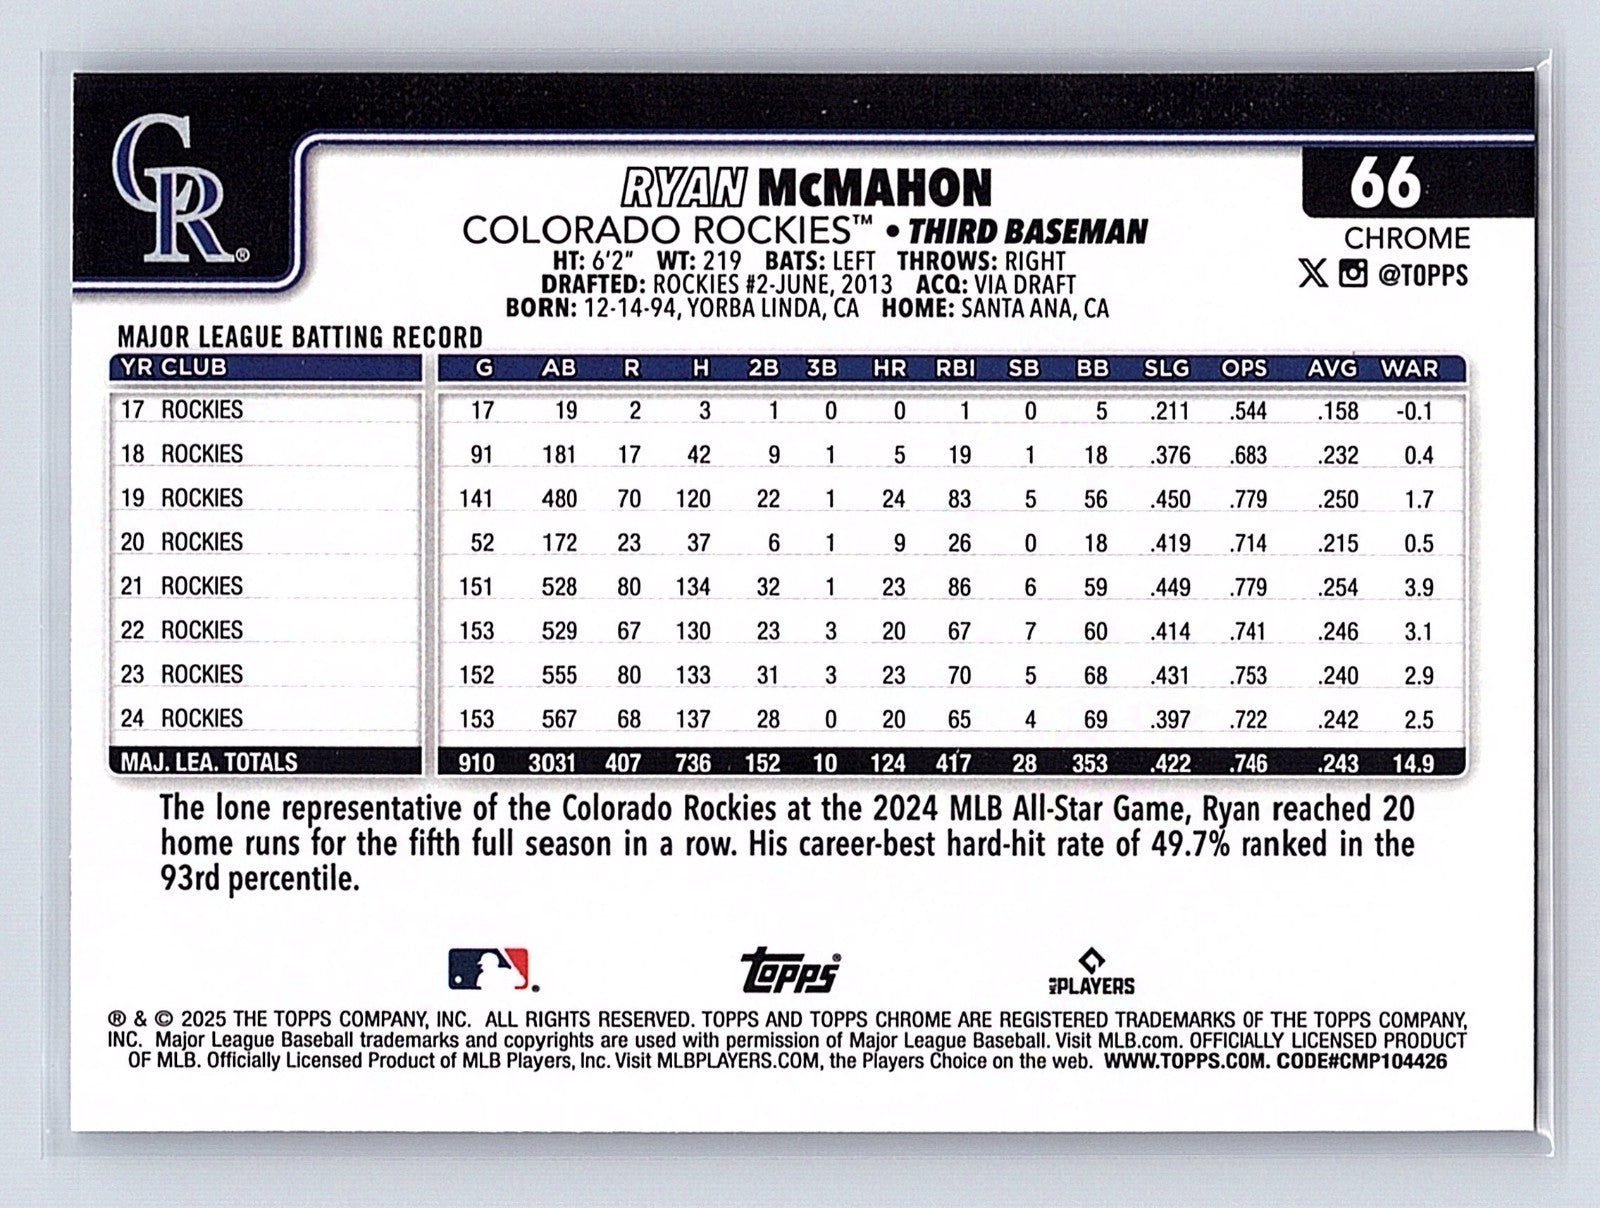 CR®
RYAN McMAHON
66
COLORADO ROCKIES™ • THIRD BASEMAN
CHROME
HT: 6'2" WT: 219 BATS: LEFT THROWS: RIGHT
X @TOPPS
DRAFTED: ROCKIES #2-JUNE, 2013 ACQ: VIA DRAFT
BORN: 12-14-94, YORBA LINDA, CA HOME: SANTA ANA, CA
MAJOR LEAGUE BATTING RECORD
YR CLUB G AB R H 2B 3B HR RBI SB BB SLG OPS AVG WAR
17 ROCKIES 17 19 2 3 1 0 0 1 0 5 .211 .544 .158 -0.1
18 ROCKIES 91 181 17 42 9 1 5 19 1 18 .376 .683 .232 0.4
19 ROCKIES 141 480 70 120 22 1 24 83 5 56 .450 .779 .250 1.7
20 ROCKIES 52 172 23 37 6 1 9 26 0 18 .419 .714 .215 0.5
21 ROCKIES 151 528 80 134 32 1 23 86 6 59 .449 .779 .254 3.9
22 ROCKIES 153 529 67 130 23 3 20 67 7 60 .414 .741 .246 3.1
23 ROCKIES 152 555 80 133 31 3 23 70 5 68 .431 .753 .240 2.9
24 ROCKIES 153 567 68 137 28 0 20 65 4 69 .397 .722 .242 2.5
MAJ. LEA. TOTALS 910 3031 407 736 152 10 124 417 28 353 .422 .746 .243 14.9
The lone representative of the Colorado Rockies at the 2024 MLB All-Star Game, Ryan reached 20
home runs for the fifth full season in a row. His career-best hard-hit rate of 49.7% ranked in the
93rd percentile.
Topps® MLB PLAYERS
® & © 2025 THE TOPPS COMPANY, INC. ALL RIGHTS RESERVED. TOPPS AND TOPPS CHROME ARE REGISTERED TRADEMARKS OF THE TOPPS COMPANY,
INC. Major League Baseball trademarks and copyrights are used with permission of Major League Baseball. Visit MLB.com. OFFICIALLY LICENSED PRODUCT
OF MLB. Officially Licensed Product of MLB Players, Inc. Visit MLBPLAYERS.COM, the Players Choice on the web. WWW.TOPPS.COM. CODE#CMP104426